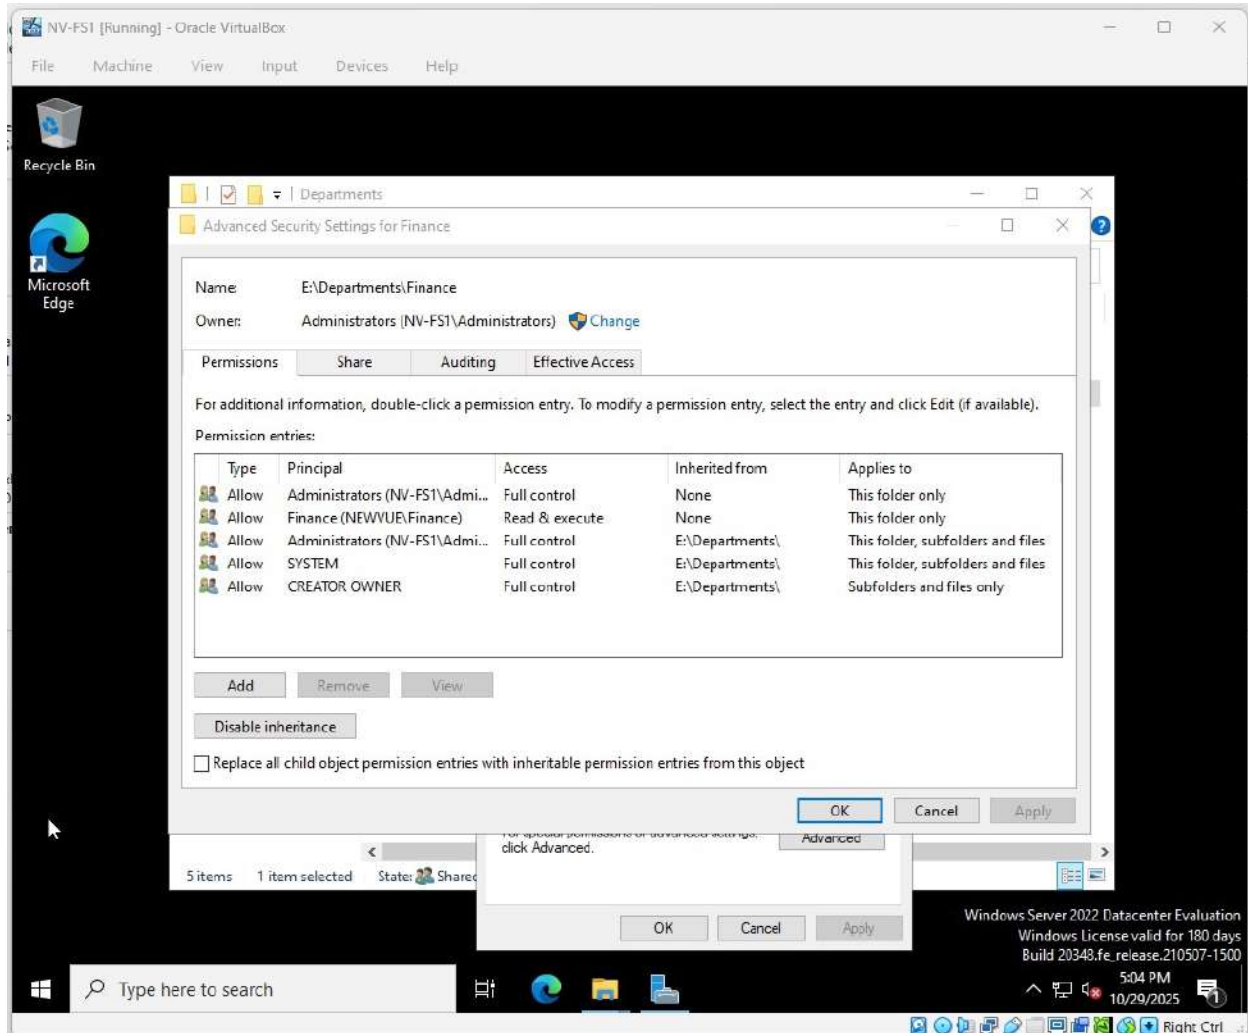 NV-FS1 [Running] - Oracle VirtualBox
File Machine View Input Devices Help
Recycle Bin
Departments
Advanced Security Settings for Finance
Microsoft
Edge
Name: E:\Departments\Finance
Owner: Administrators (NV-FS1\Administrators) Change
Permissions Share Auditing Effective Access
For additional information, double-click a permission entry. To modify a permission entry, select the entry and click Edit (if available).
Permission entries:
Type Principal Access Inherited from Applies to
Allow Administrators (NV-FS1\Admi... Full control None This folder only
Allow Finance (NEWVUE\Finance) Read & execute None This folder only
Allow Administrators (NV-FS1\Admi... Full control E:\Departments\ This folder, subfolders and files
Allow SYSTEM Full control E:\Departments\ This folder, subfolders and files
Allow CREATOR OWNER Full control E:\Departments\ Subfolders and files only
Add Remove View
Disable inheritance
Replace all child object permission entries with inheritable permission entries from this object
OK Cancel Apply
For special permissions or advanced settings,
click Advanced. Advanced
5 items 1 item selected State: Shared
OK Cancel Apply
Windows Server 2022 Datacenter Evaluation
Windows License valid for 180 days
Build 20348.fe_release.210507-1500
Type here to search
5:04 PM
10/29/2025
1
Right Ctrl